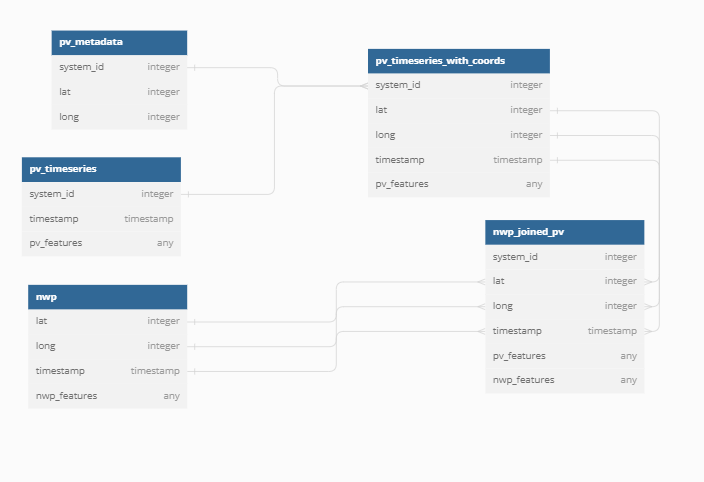 pv_metadata
system_id integer
lat integer
long integer
pv_timeseries_with_coords
system_id integer
lat integer
long integer
timestamp timestamp
pv_features any
pv_timeseries
system_id integer
timestamp timestamp
pv_features any
nwp_joined_pv
system_id integer
lat integer
long integer
timestamp timestamp
pv_features any
nwp_features any
nwp
lat integer
long integer
timestamp timestamp
nwp_features any